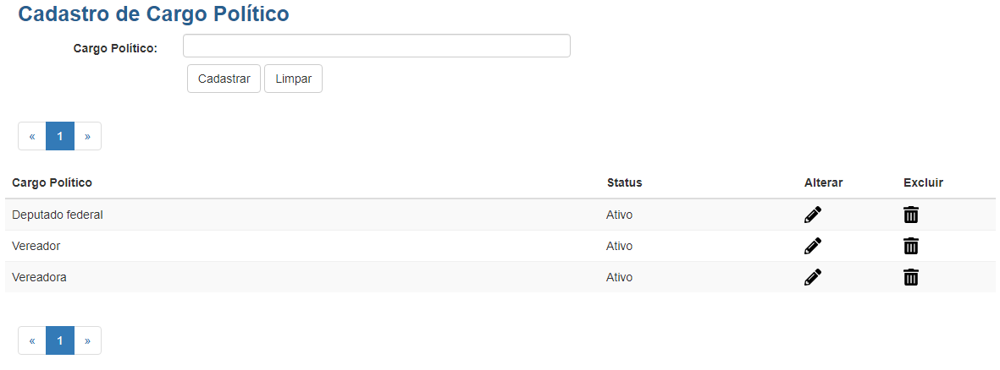 Cadastro de Cargo Político
Cargo Político:
Cadastrar Limpar
« 1 »
Cargo Político Status Alterar Excluir
Deputado federal Ativo
Vereador Ativo
Vereadora Ativo
« 1 »